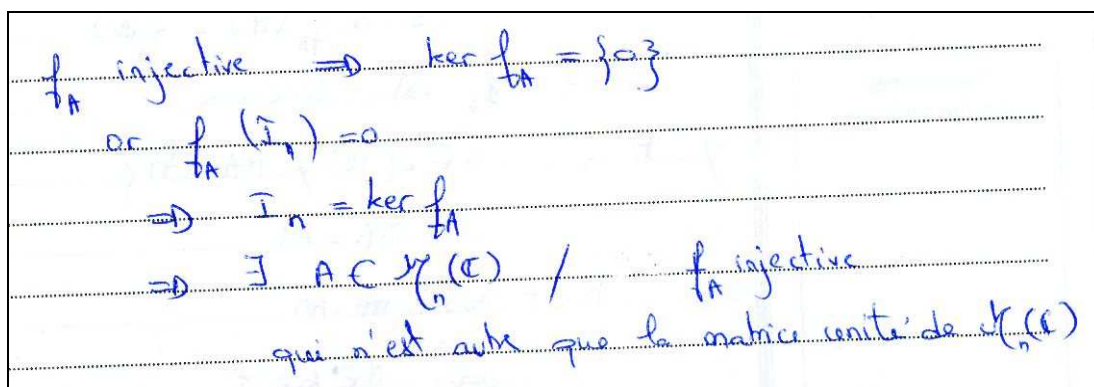 f_A injective ⇒ ker f_A = {0}
or f_A (I_n) = 0
⇒ I_n = ker f_A
⇒ ∃ A ∈ M_n(ℂ) / f_A injective
qui n'est autre que la matrice unité de M_n(ℂ)